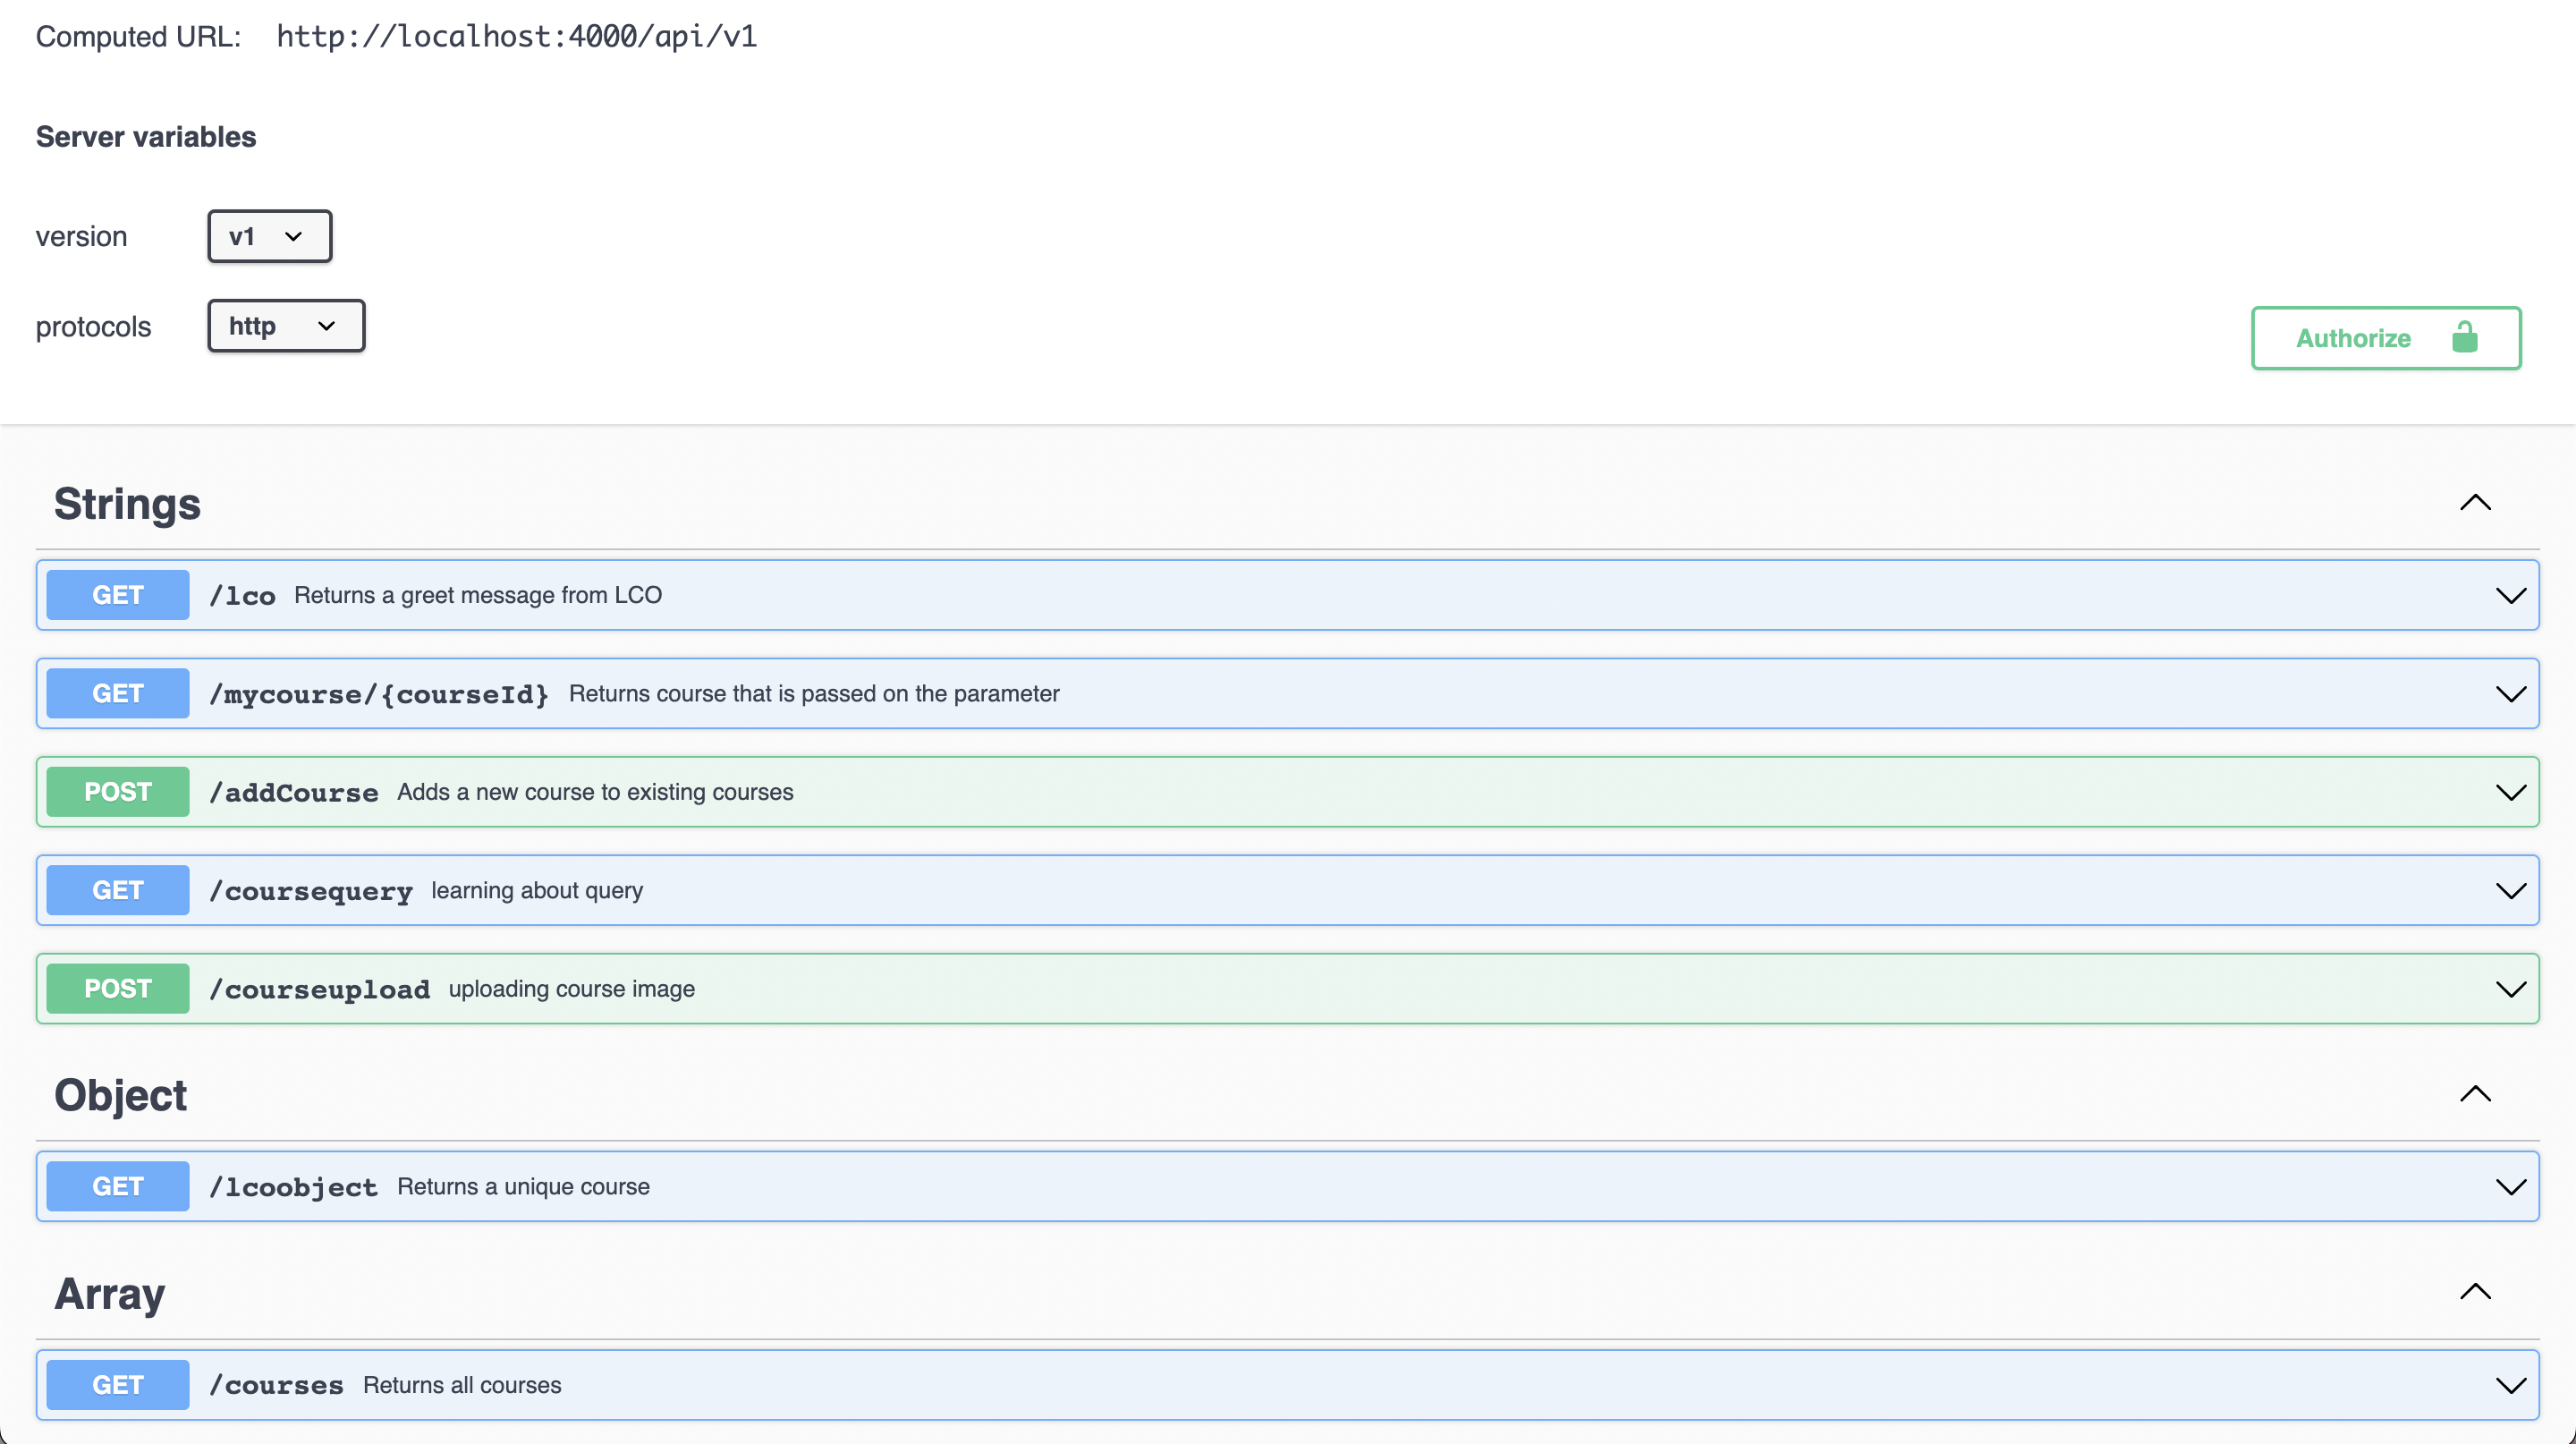 Computed URL: http://localhost:4000/api/v1
Server variables
version v1
protocols http
Authorize
Strings
GET /lco Returns a greet message from LCO
GET /mycourse/{courseId} Returns course that is passed on the parameter
POST /addCourse Adds a new course to existing courses
GET /coursequery learning about query
POST /courseupload uploading course image
Object
GET /lcoobject Returns a unique course
Array
GET /courses Returns all courses